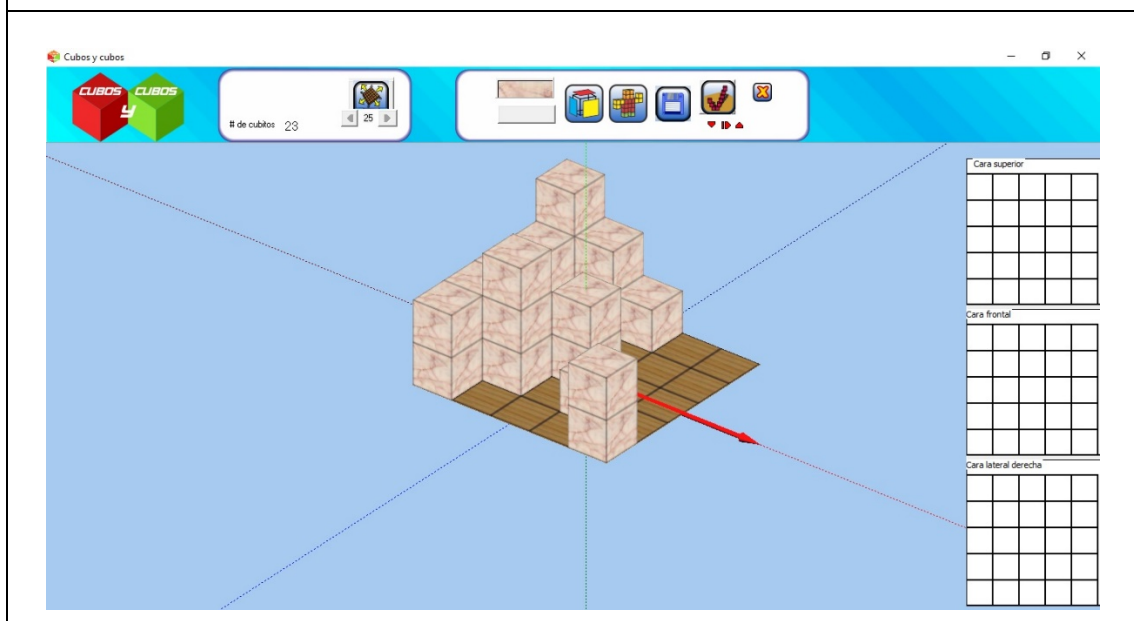 Cubos y cubos
CUBOS CUBOS
Y
# de cubitos 23
25
Cara superior
Cara frontal
Cara lateral derecha